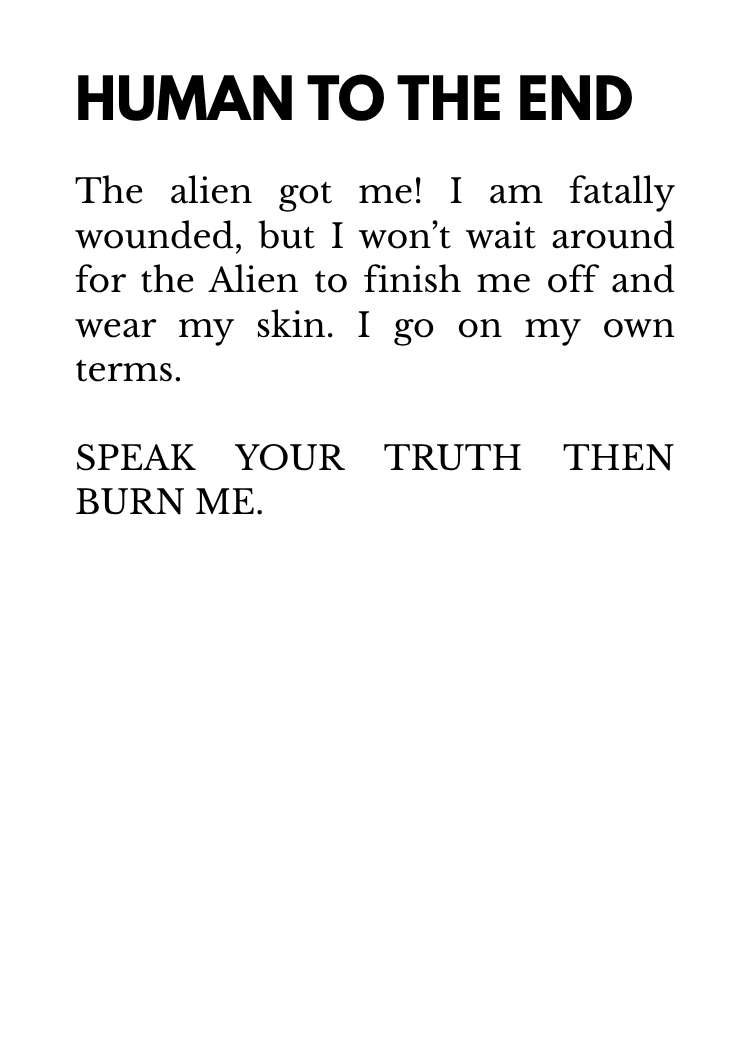 HUMAN TO THE END
The alien got me! I am fatally
wounded, but I won’t wait around
for the Alien to finish me off and
wear my skin. I go on my own
terms.
SPEAK YOUR TRUTH THEN
BURN ME.